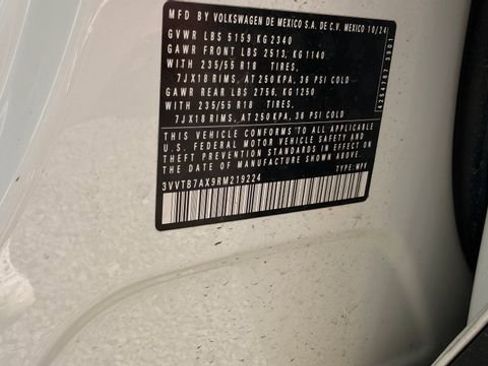 MFD BY VOLKSWAGEN DE MEXICO S.A. DE C.V. MEXICO 10/24
GVWR LBS 5159 KG 2340
GAWR FRONT LBS 2513, KG 1140
WITH 235/55 R18 TIRES,
7JX18 RIMS, AT 250 KPA, 36 PSI COLD
GAWR REAR LBS 2756, KG 1250
WITH 235/55 R18 TIRES,
7JX18 RIMS, AT 250 KPA, 36 PSI COLD
THIS VEHICLE CONFORMS TO ALL APPLICABLE
U.S. FEDERAL MOTOR VEHICLE SAFETY AND
THEFT PREVENTION STANDARDS IN EFFECT ON
THE DATE OF MANUFACTURE SHOWN ABOVE.
3VVTB7AX9RM219224 TYPE: MPV